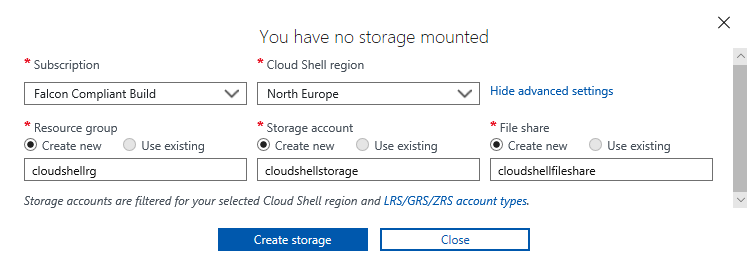 You have no storage mounted
* Subscription * Cloud Shell region
Falcon Compliant Build North Europe Hide advanced settings
* Resource group * Storage account * File share
Create new Use existing Create new Use existing Create new Use existing
cloudshellrg cloudshellstorage cloudshellfileshare
Storage accounts are filtered for your selected Cloud Shell region and LRS/GRS/ZRS account types.
Create storage Close